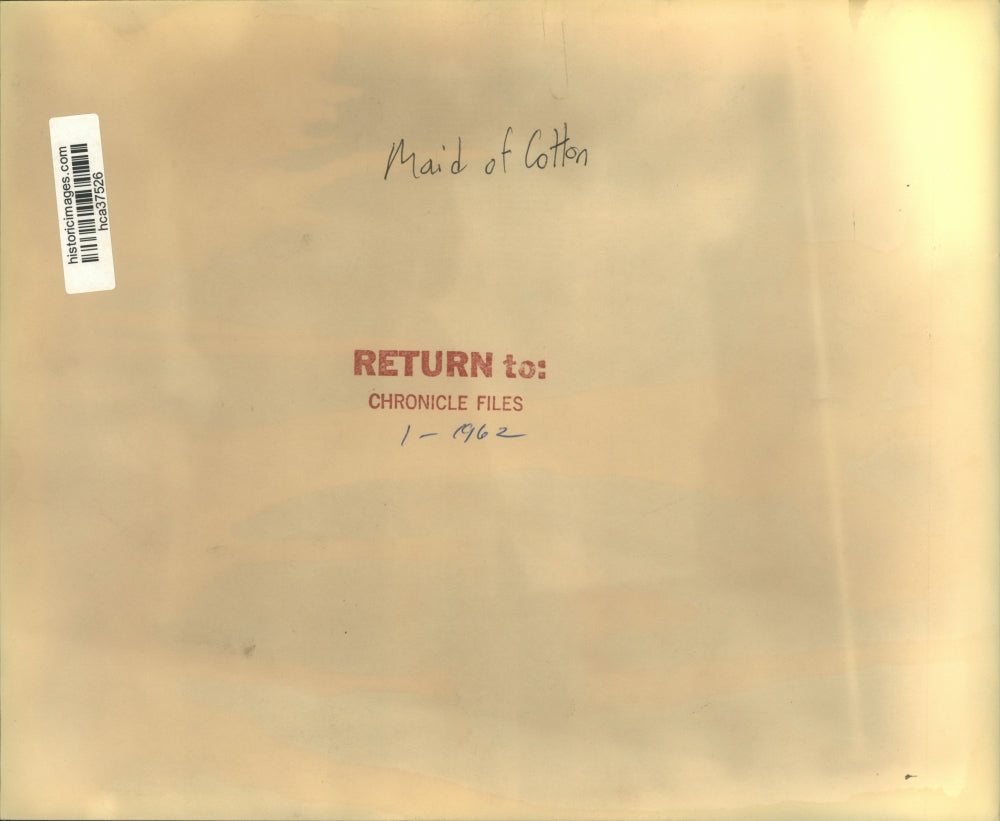 historicimages.com
hca37526
Maid of Cotton
RETURN to:
CHRONICLE FILES
1 - 1962